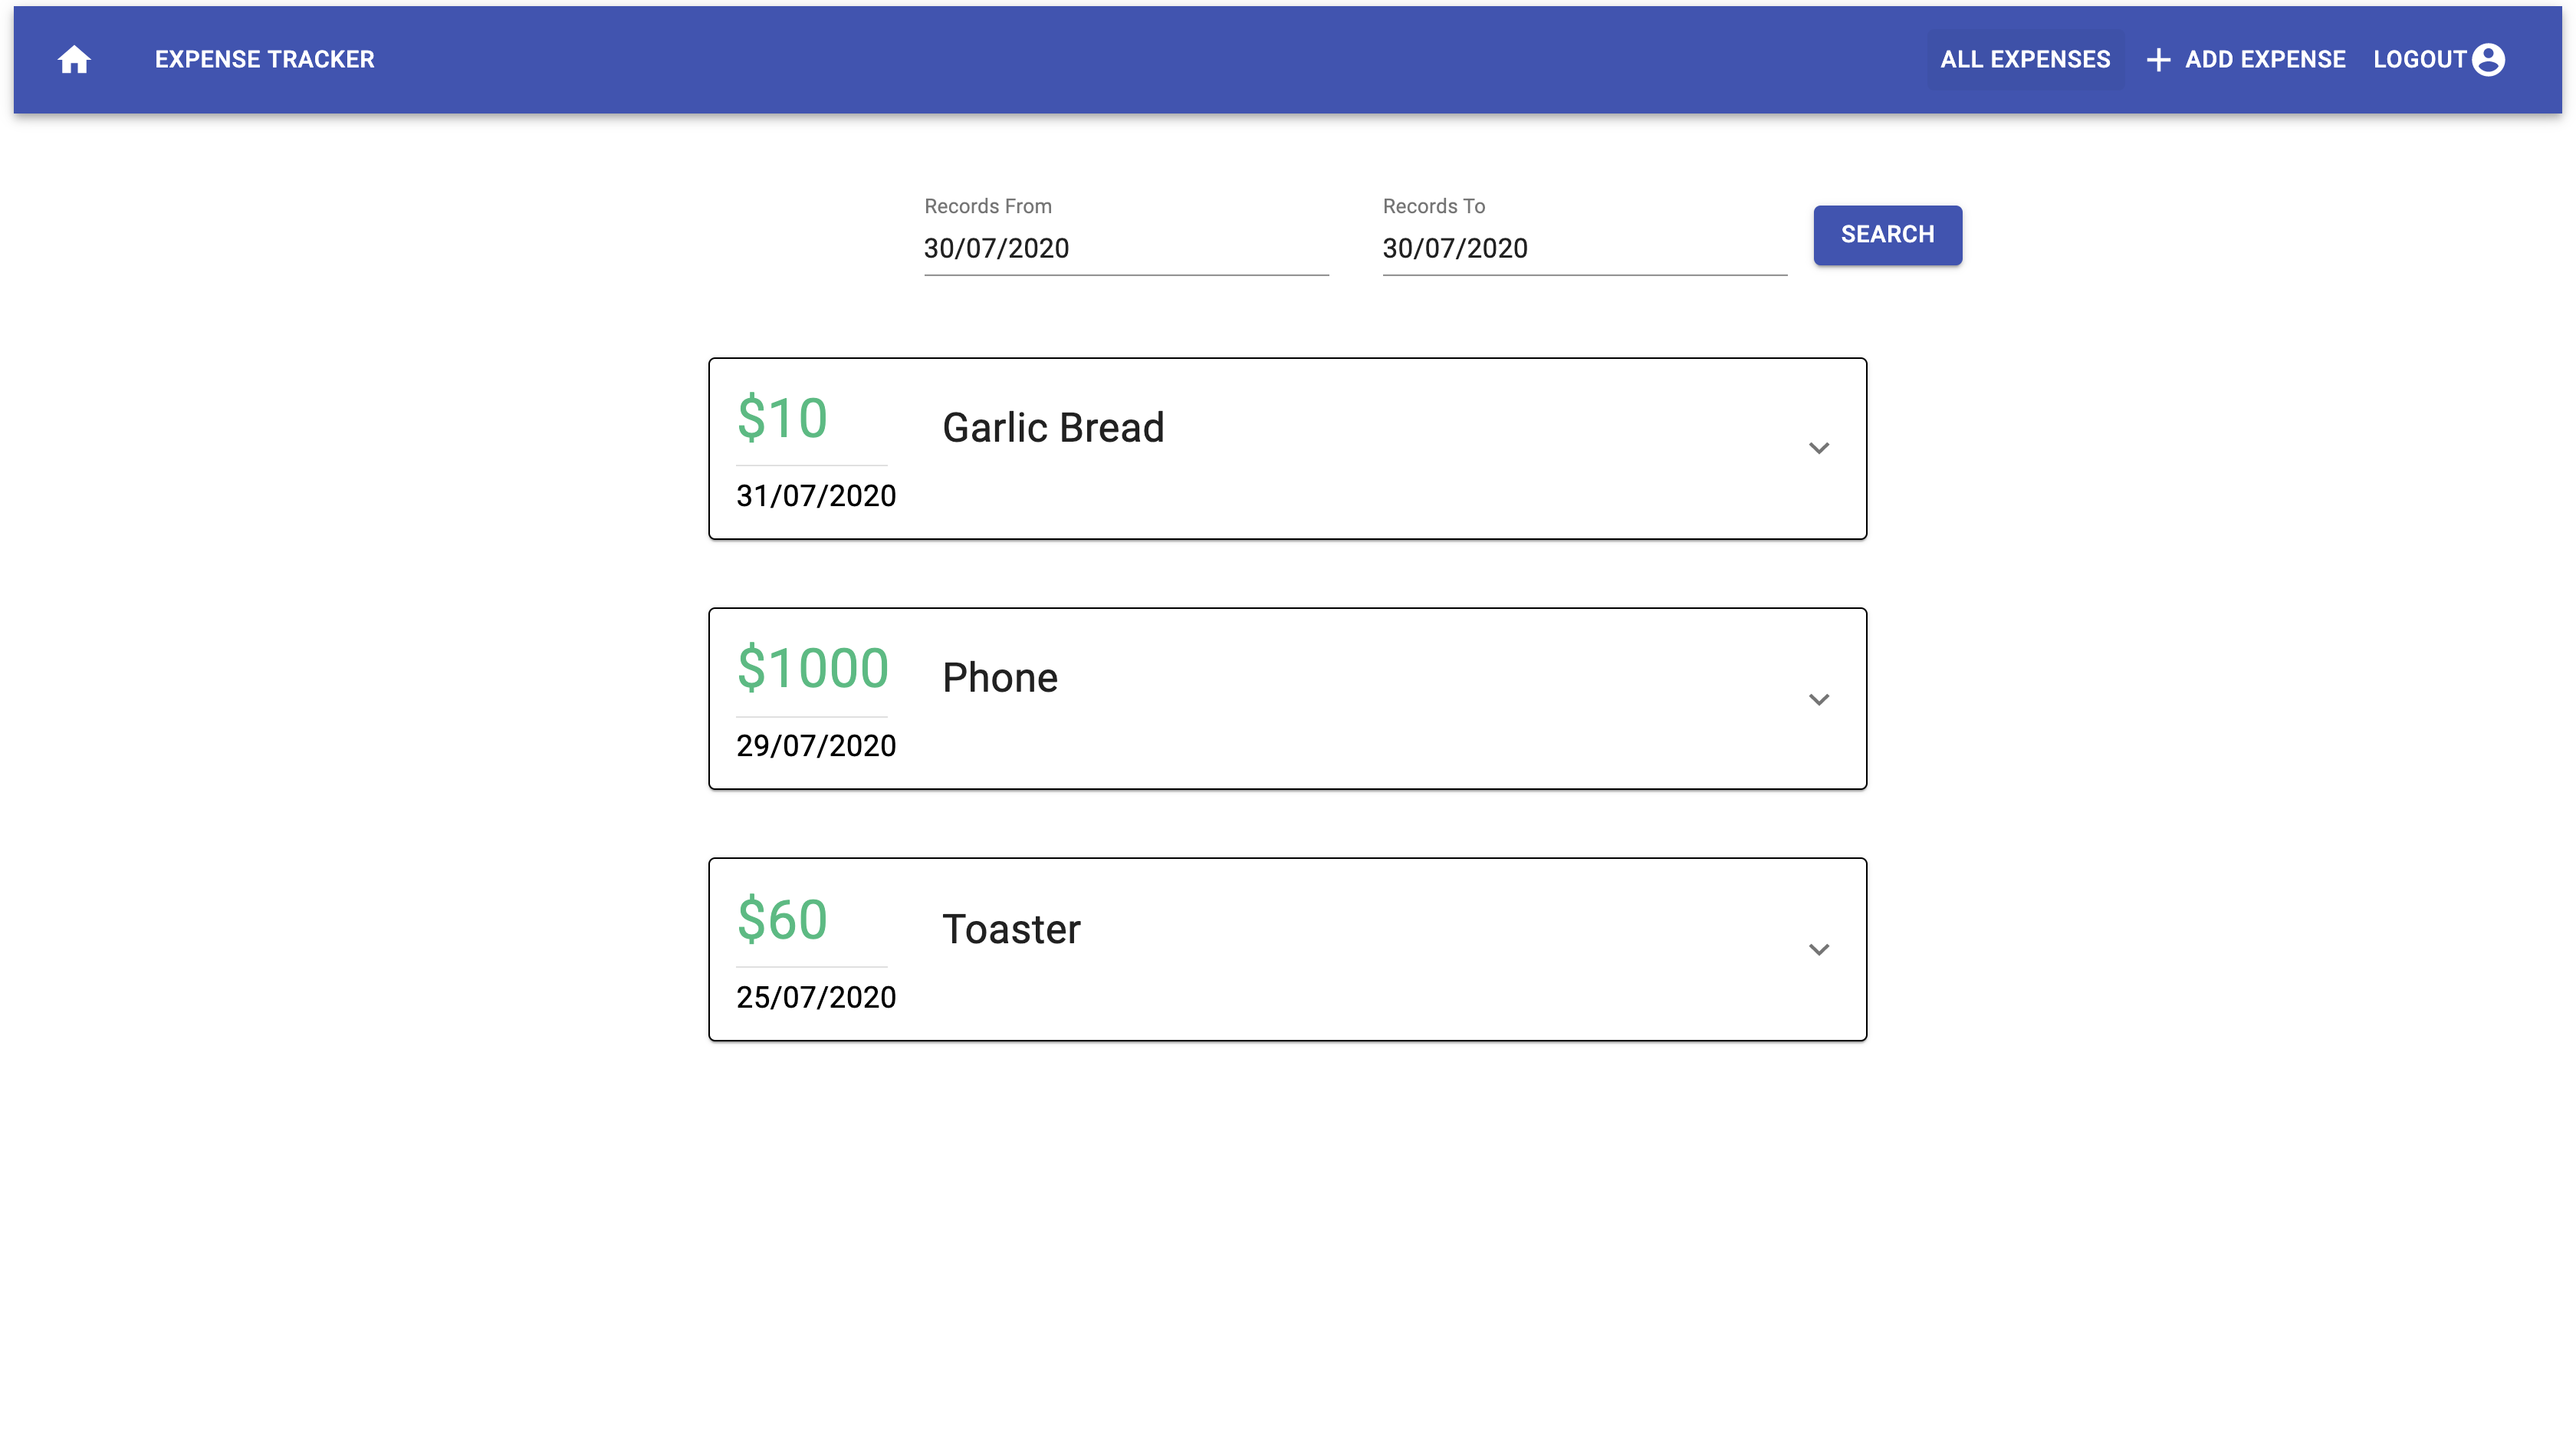 EXPENSE TRACKER
ALL EXPENSES
ADD EXPENSE
LOGOUT
Records From
30/07/2020
Records To
30/07/2020
SEARCH
$10
Garlic Bread
31/07/2020
$1000
Phone
29/07/2020
$60
Toaster
25/07/2020